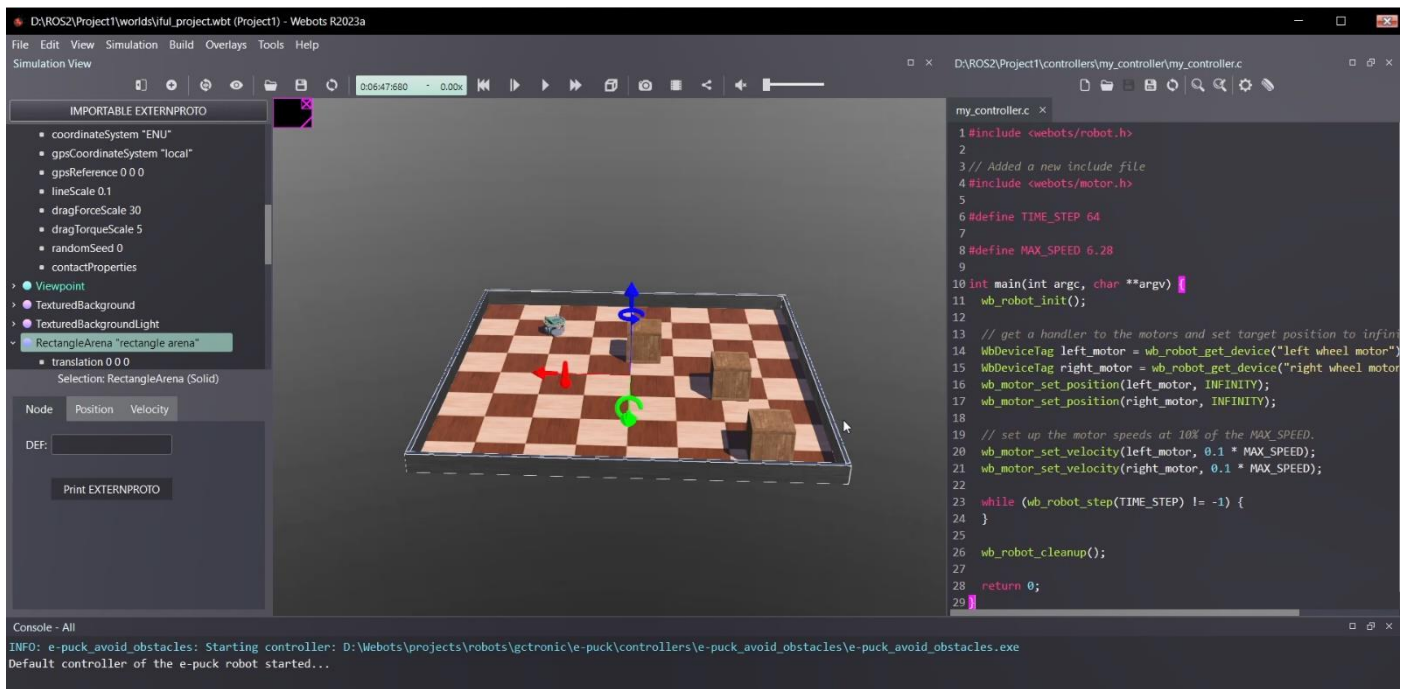 D:\ROS2\Project1\worlds\iful_project.wbt (Project1) - Webots R2023a
File Edit View Simulation Build Overlays Tools Help
Simulation View
0:06:47:680 - 0.00x
IMPORTABLE EXTERNPROTO
coordinateSystem "ENU"
gpsCoordinateSystem "local"
gpsReference 0 0 0
lineScale 0.1
dragForceScale 30
dragTorqueScale 5
randomSeed 0
contactProperties
Viewpoint
TexturedBackground
TexturedBackgroundLight
RectangleArena "rectangle arena"
translation 0 0 0
Selection: RectangleArena (Solid)
Node Position Velocity
DEF:
Print EXTERNPROTO
D:\ROS2\Project1\controllers\my_controller\my_controller.c
my_controller.c
1 #include <webots/robot.h>
2
3 // Added a new include file
4 #include <webots/motor.h>
5
6 #define TIME_STEP 64
7
8 #define MAX_SPEED 6.28
9
10 int main(int argc, char **argv) {
11 wb_robot_init();
12
13 // get a handler to the motors and set target position to infini
14 WbDeviceTag left_motor = wb_robot_get_device("left wheel motor")
15 WbDeviceTag right_motor = wb_robot_get_device("right wheel motor
16 wb_motor_set_position(left_motor, INFINITY);
17 wb_motor_set_position(right_motor, INFINITY);
18
19 // set up the motor speeds at 10% of the MAX_SPEED.
20 wb_motor_set_velocity(left_motor, 0.1 * MAX_SPEED);
21 wb_motor_set_velocity(right_motor, 0.1 * MAX_SPEED);
22
23 while (wb_robot_step(TIME_STEP) != -1) {
24 }
25
26 wb_robot_cleanup();
27
28 return 0;
29 }
Console - All
INFO: e-puck_avoid_obstacles: Starting controller: D:\Webots\projects\robots\gctronic\e-puck\controllers\e-puck_avoid_obstacles\e-puck_avoid_obstacles.exe
Default controller of the e-puck robot started...